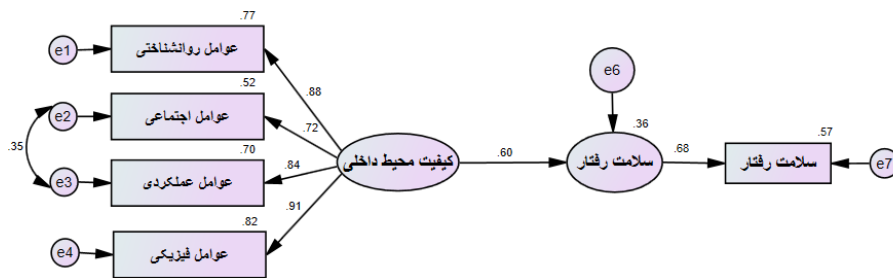 .77
e1
عوامل روانشناختی
.88
e6
.52
e2
عوامل اجتماعی
.72
.36
.57
.35
کیفیت محیط داخلی
.60
سلامت رفتار
.68
سلامت رفتار
e7
.70
e3
عوامل عملکردی
.84
.91
.82
e4
عوامل فیزیکی